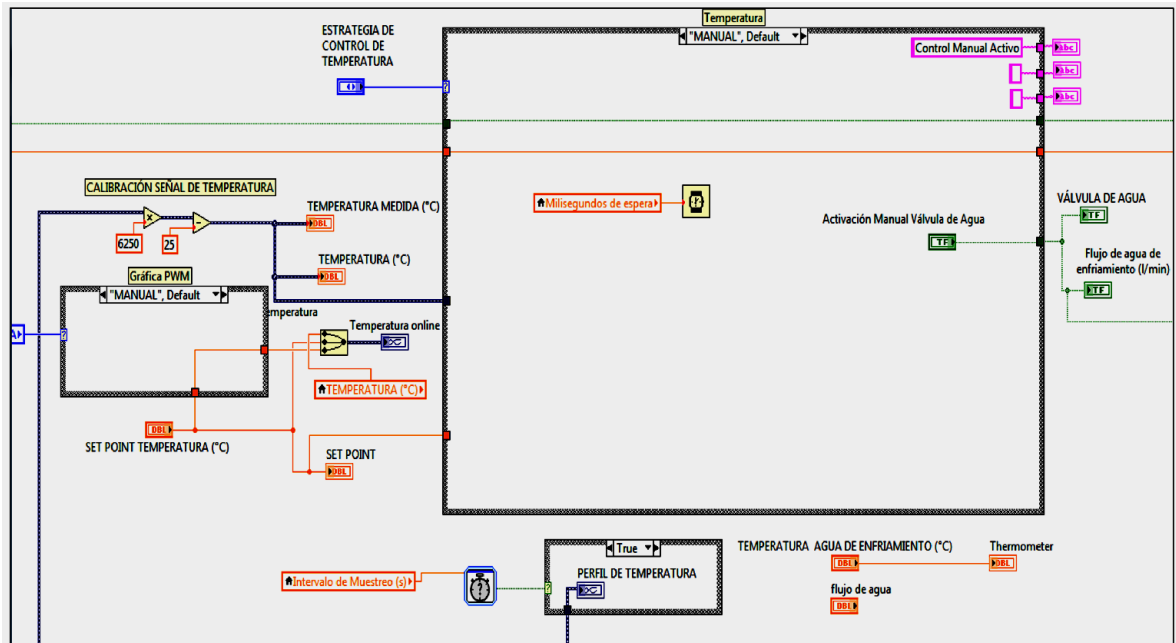 Temperatura
"MANUAL", Default
ESTRATEGIA DE
CONTROL DE
TEMPERATURA
Control Manual Activo
abc
abc
abc
CALIBRACIÓN SEÑAL DE TEMPERATURA
TEMPERATURA MEDIDA (°C)
DBL
6250
25
Milisegundos de espera
Activación Manual Válvula de Agua
TF
VÁLVULA DE AGUA
TF
Flujo de agua de
enfriamiento (l/min)
TF
TEMPERATURA (°C)
DBL
Gráfica PWM
"MANUAL", Default
emperatura
Temperatura online
TEMPERATURA (°C)
DBL
SET POINT TEMPERATURA (°C)
SET POINT
DBL
True
PERFIL DE TEMPERATURA
Intervalo de Muestreo (s)
TEMPERATURA AGUA DE ENFRIAMIENTO (°C)
DBL
Thermometer
DBL
flujo de agua
DBL